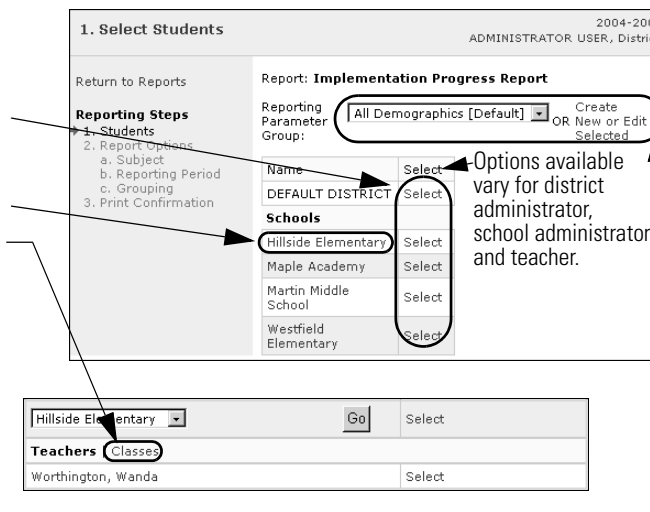 1. Select Students
2004-200
ADMINISTRATOR USER, Distri
Return to Reports
Reporting Steps
1. Students
2. Report Options
a. Subject
b. Reporting Period
c. Grouping
3. Print Confirmation
Report: Implementation Progress Report
Reporting
Parameter
Group:
All Demographics [Default]
OR
Create
New or Edit
Selected
Name Select
DEFAULT DISTRICT Select
Schools
Hillside Elementary Select
Maple Academy Select
Martin Middle
School
Select
Westfield
Elementary
Select
Options available
vary for district
administrator,
school administrator
and teacher.
Hillside Elementary Go Select
Teachers Classes
Worthington, Wanda Select